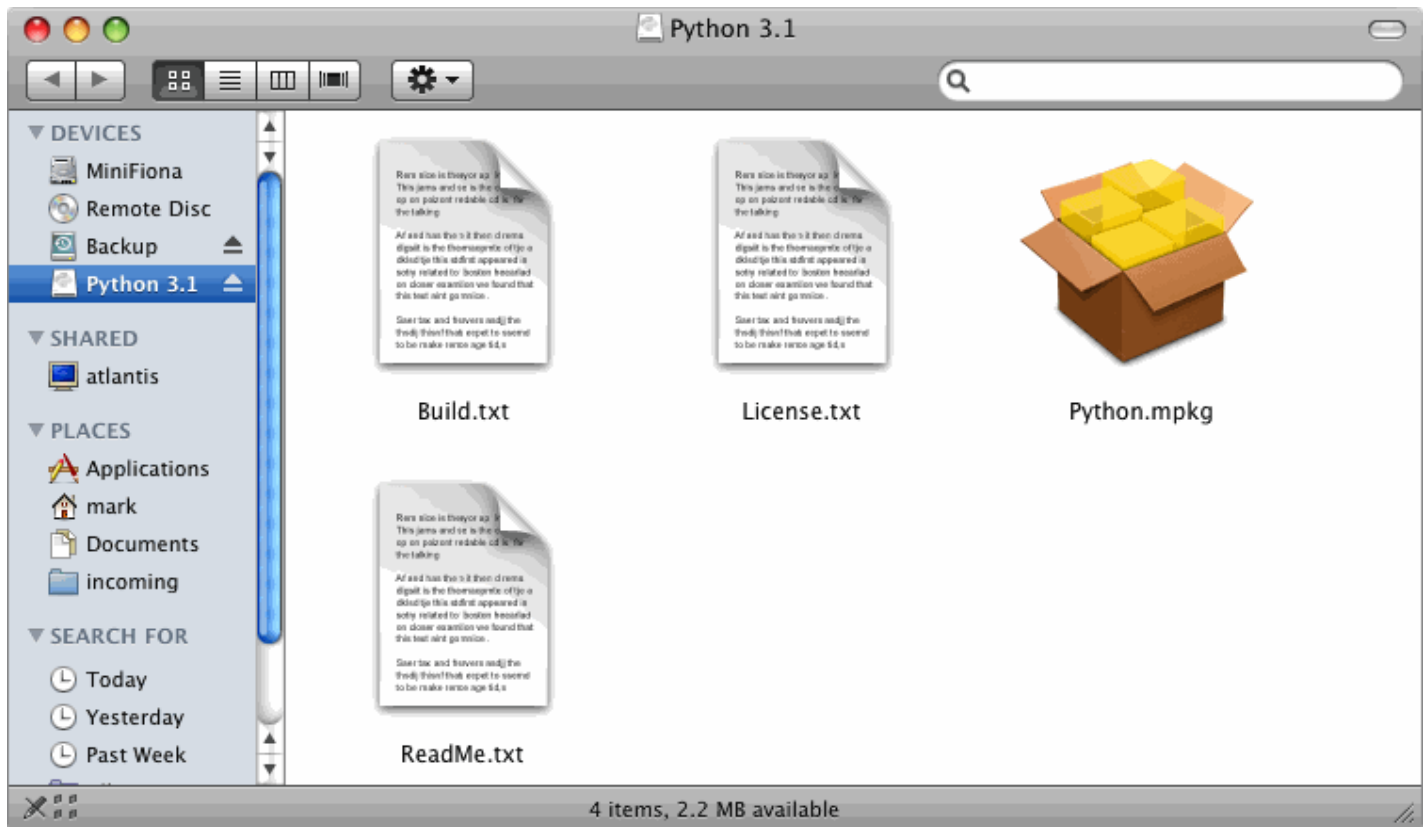 Python 3.1
DEVICES
MiniFiona
Remote Disc
Backup
Python 3.1
SHARED
atlantis
PLACES
Applications
mark
Documents
incoming
SEARCH FOR
Today
Yesterday
Past Week
Build.txt
License.txt
Python.mpkg
ReadMe.txt
4 items, 2.2 MB available